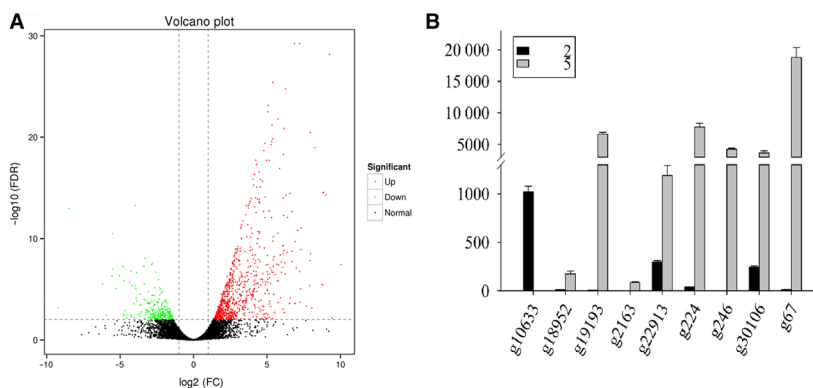 A
Volcano plot
30
20
10
0
−log10 (FDR)
−10
−5
0
5
10
log2 (FC)
Significant
Up
Down
Normal
B
2
5
20 000
15 000
10 000
5000
1000
500
0
g10633
g18952
g19193
g2163
g22913
g224
g246
g30106
g67